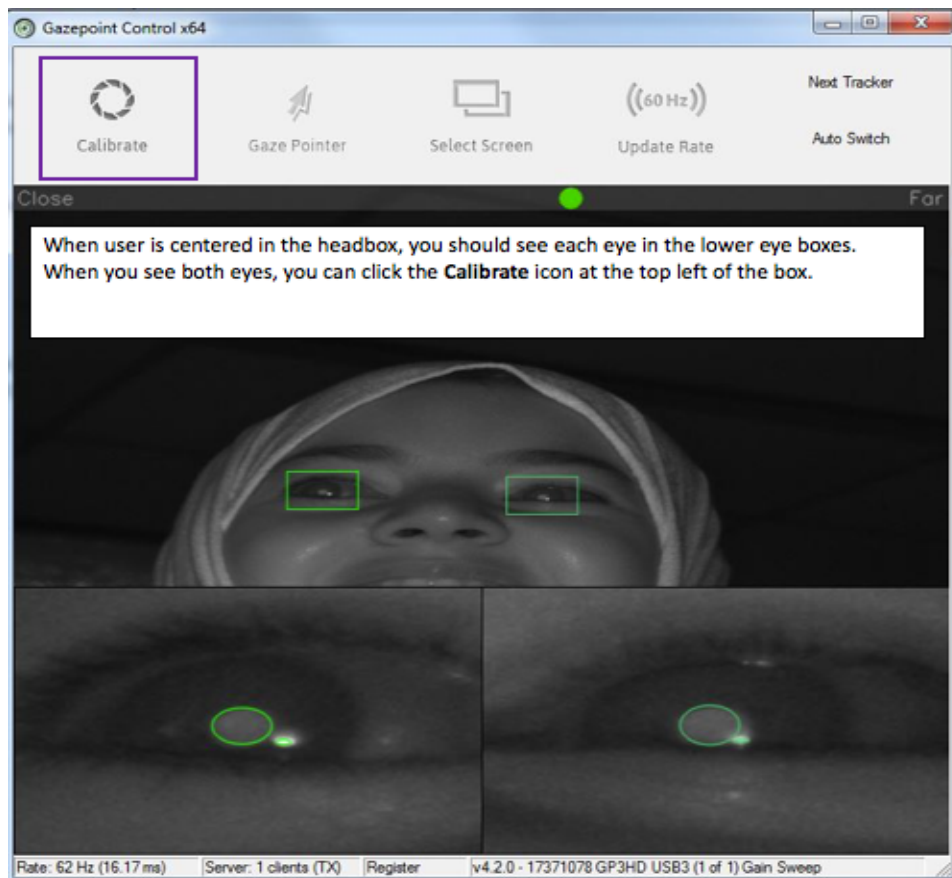 Gazepoint Control x64
Next Tracker
Calibrate
Gaze Pointer
Select Screen
((60 Hz))
Update Rate
Auto Switch
Close
Far
When user is centered in the headbox, you should see each eye in the lower eye boxes.
When you see both eyes, you can click the Calibrate icon at the top left of the box.
Rate: 62 Hz (16.17 ms)
Server: 1 clients (TX)
Register
v4.2.0 - 17371078 GP3HD USB3 (1 of 1) Gain Sweep